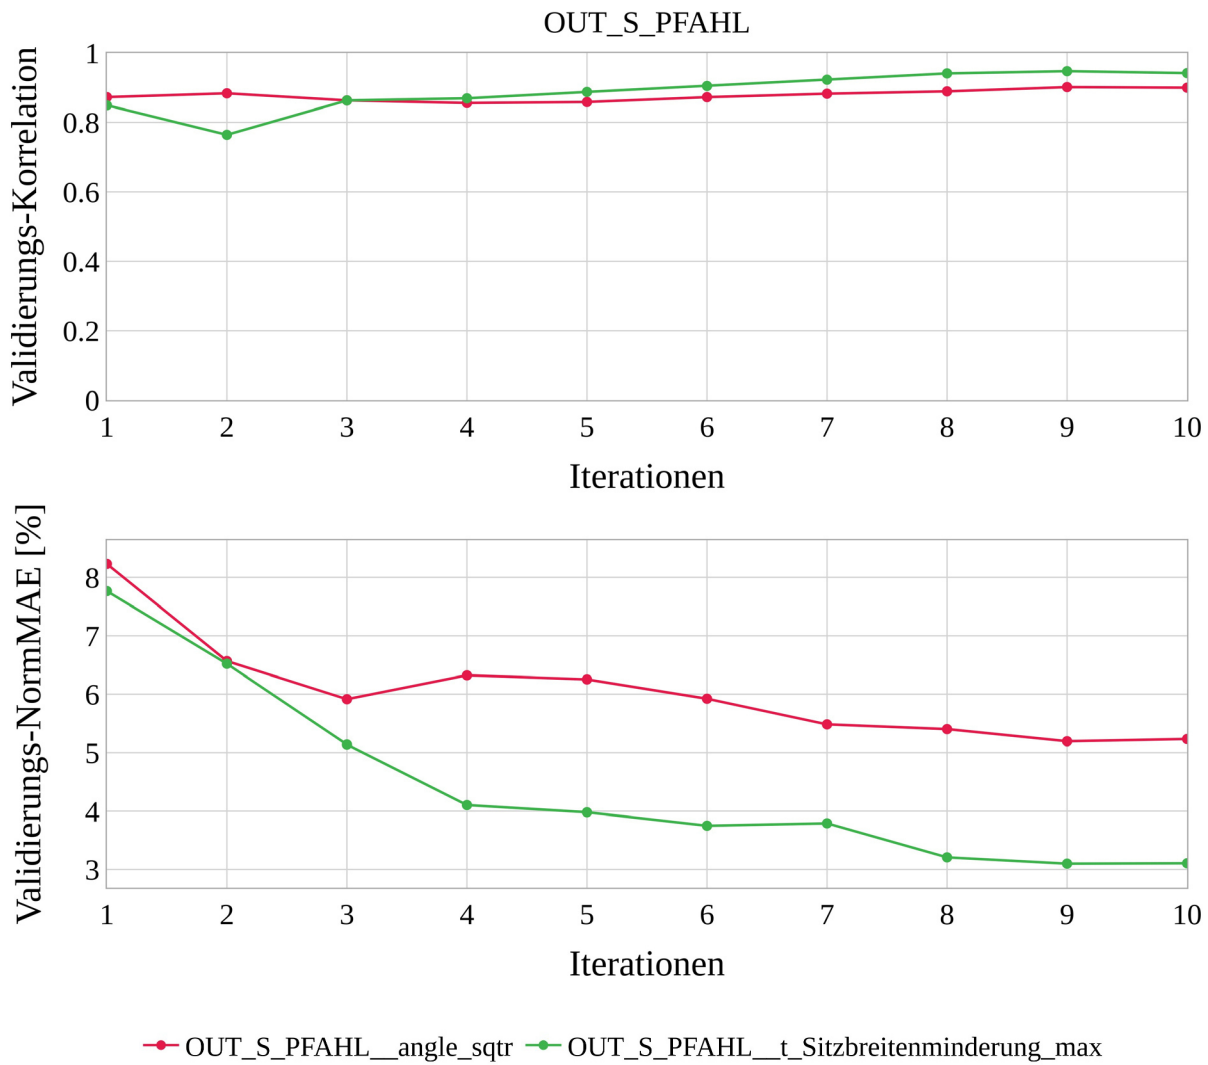 OUT_S_PFAHL
Validierungs-Korrelation
1
0.8
0.6
0.4
0.2
0
1 2 3 4 5 6 7 8 9 10
Iterationen
Validierungs-NormMAE [%]
8
7
6
5
4
3
1 2 3 4 5 6 7 8 9 10
Iterationen
OUT_S_PFAHL__angle_sqtr OUT_S_PFAHL__t_Sitzbreitenminderung_max